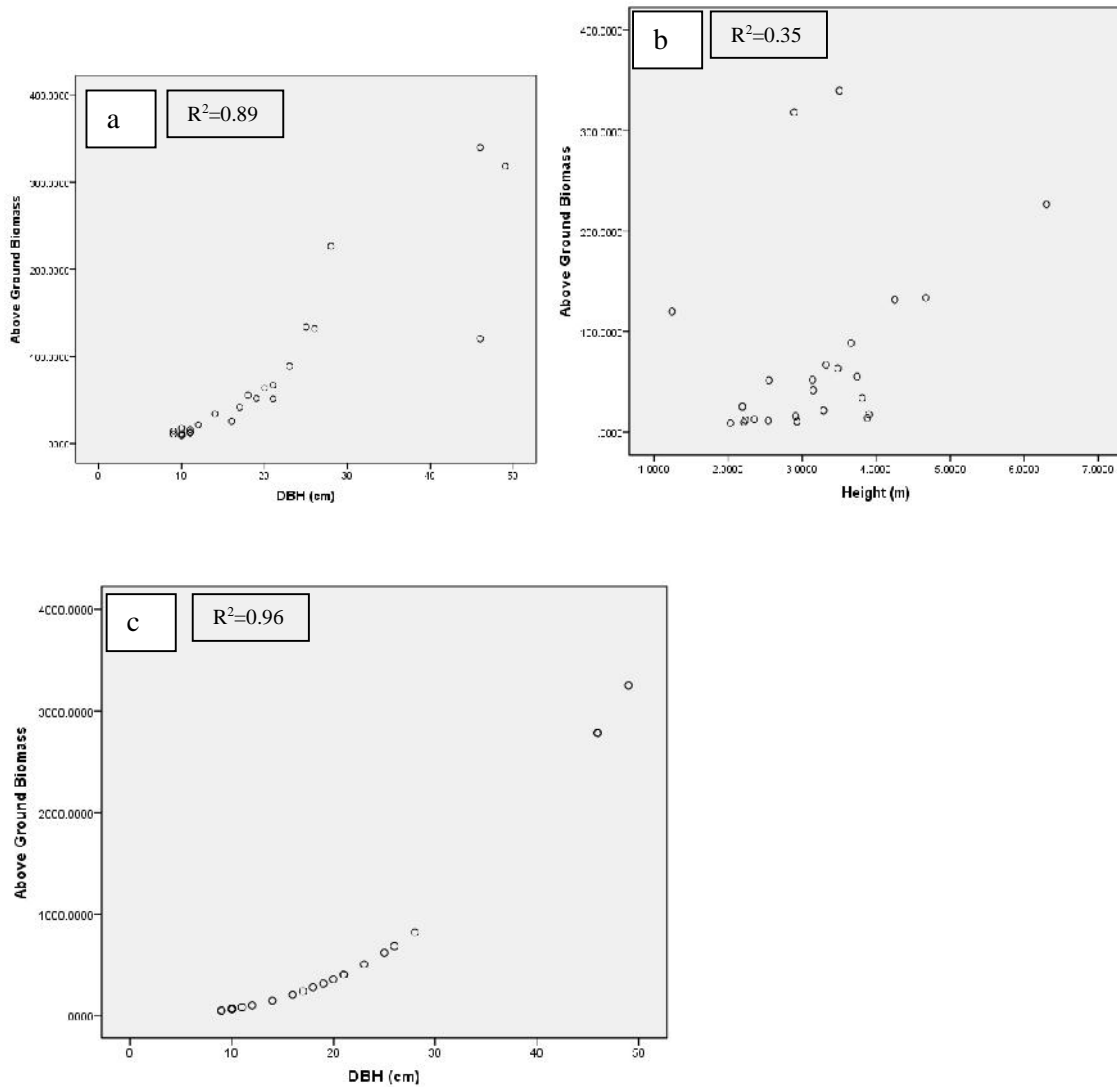 a
R²=0.89
400.0000
300.0000
200.0000
100.0000
.0000
Above Ground Biomass
0 10 20 30 40 50
DBH (cm)
b
R²=0.35
400.0000
300.0000
200.0000
100.0000
.0000
Above Ground Biomass
1.0000 2.0000 3.0000 4.0000 5.0000 6.0000 7.0000
Height (m)
c
R²=0.96
4000.0000
3000.0000
2000.0000
1000.0000
.0000
Above Ground Biomass
0 10 20 30 40 50
DBH (cm)